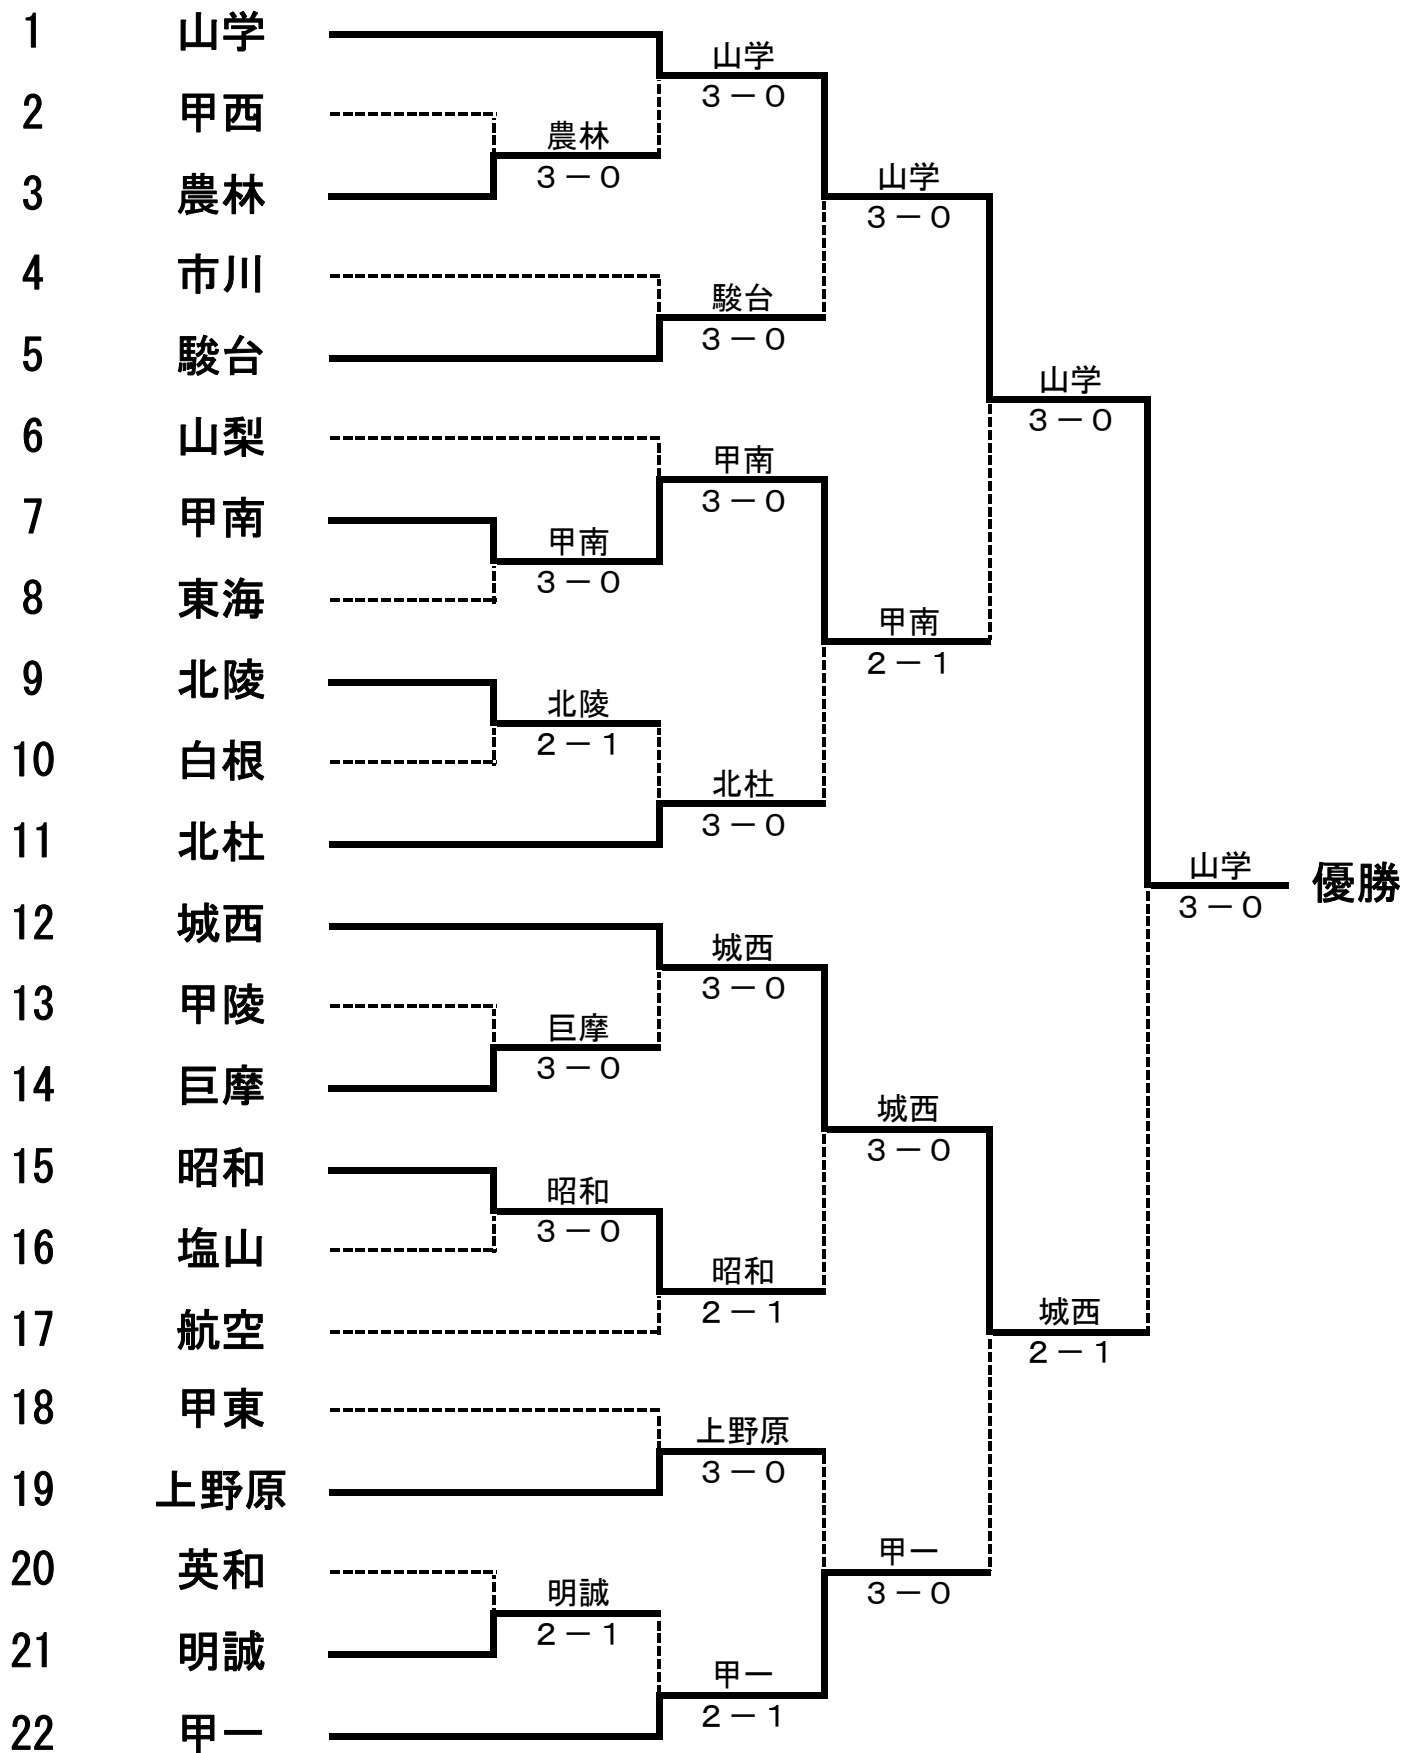 1 山学
山学
3－0
2 甲西
農林
3－0
3 農林
山学
3－0
4 市川
駿台
3－0
5 駿台
山学
3－0
6 山梨
甲南
3－0
7 甲南
甲南
3－0
8 東海
甲南
2－1
9 北陵
北陵
2－1
10 白根
北杜
3－0
11 北杜
山学
3－0
優勝
12 城西
城西
3－0
13 甲陵
巨摩
3－0
14 巨摩
城西
3－0
15 昭和
昭和
3－0
16 塩山
昭和
2－1
17 航空
城西
2－1
18 甲東
上野原
3－0
19 上野原
甲一
3－0
20 英和
明誠
2－1
21 明誠
甲一
2－1
22 甲一